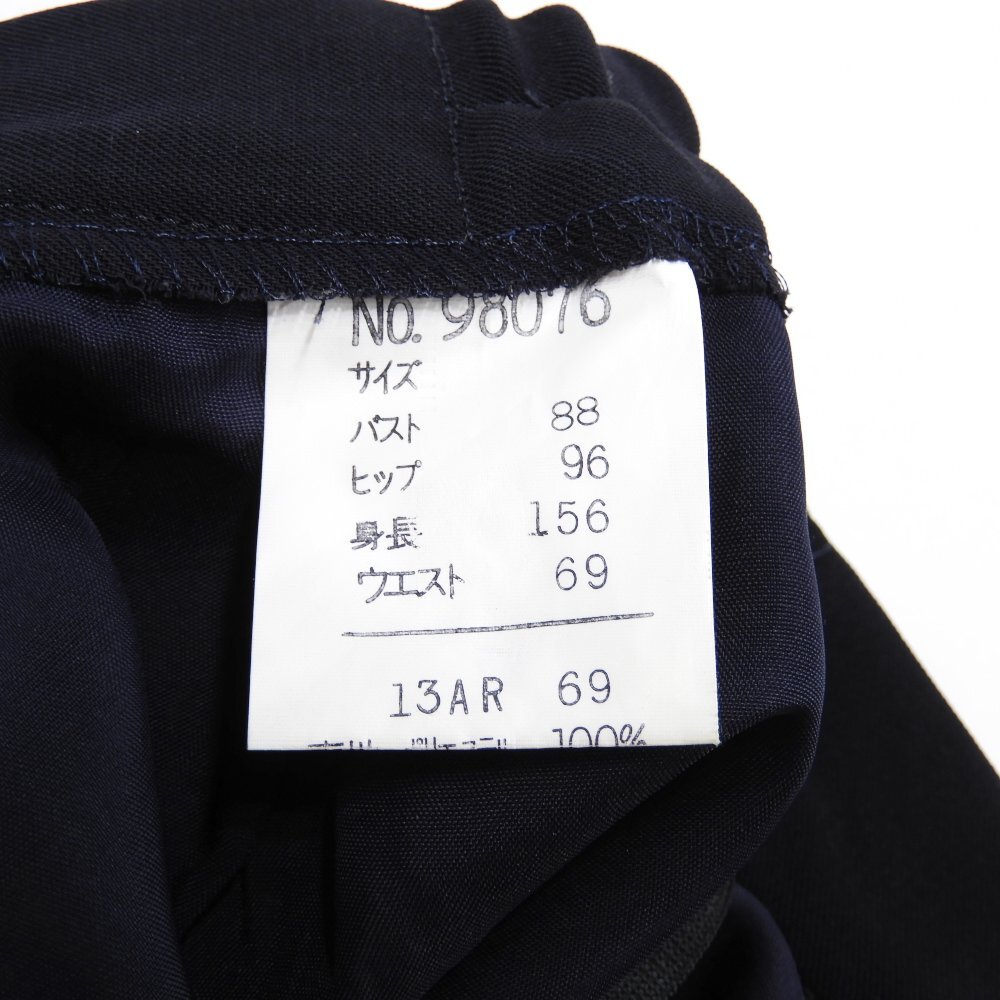 No. 98076
サイズ
バスト 88
ヒップ 96
身長 156
ウエスト 69
13AR 69
100%